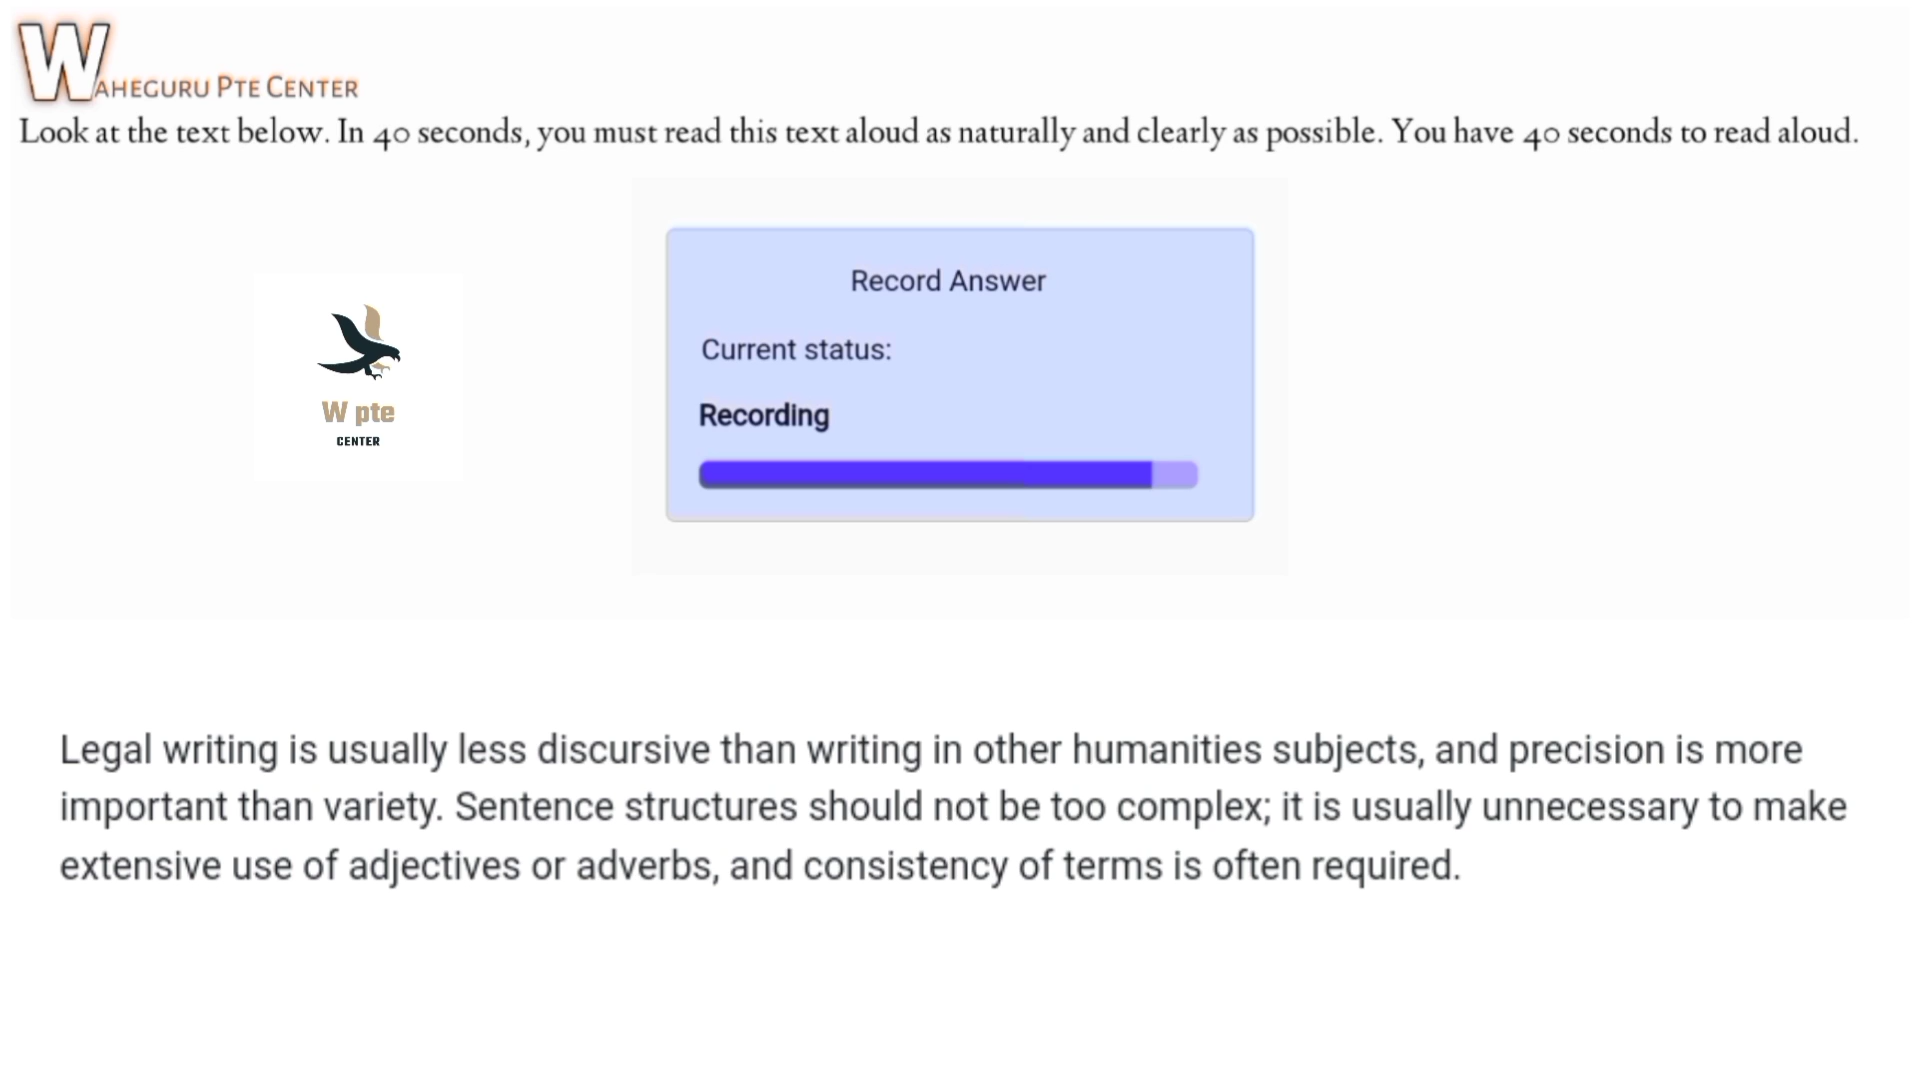 WAHEGURU PTE CENTER
Look at the text below. In 40 seconds, you must read this text aloud as naturally and clearly as possible. You have 40 seconds to read aloud.
Record Answer
Current status:
Recording
W pte
CENTER
Legal writing is usually less discursive than writing in other humanities subjects, and precision is more
important than variety. Sentence structures should not be too complex; it is usually unnecessary to make
extensive use of adjectives or adverbs, and consistency of terms is often required.